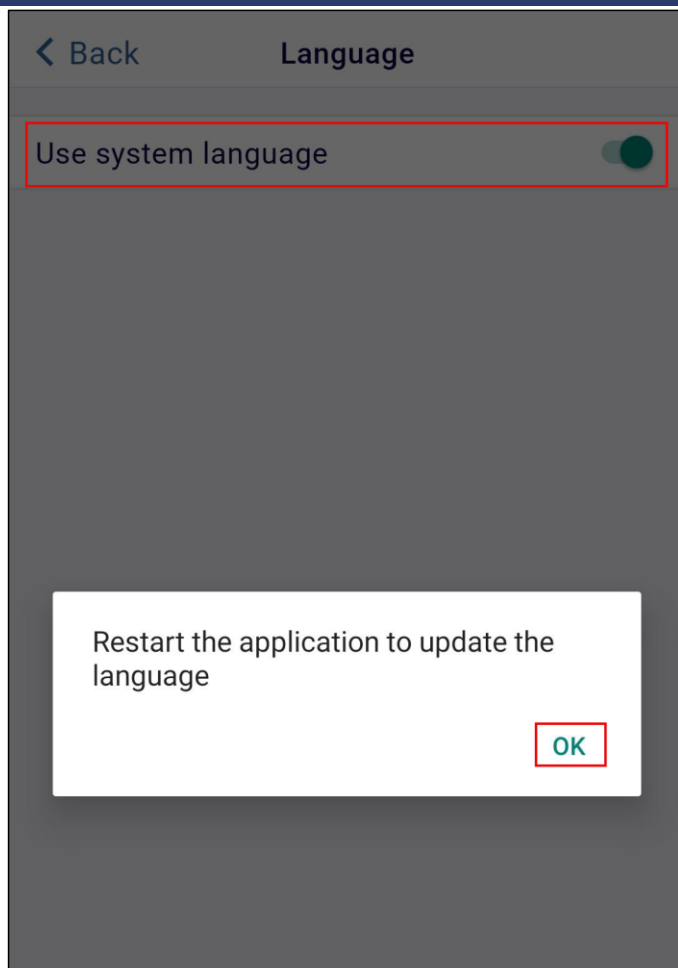 Back
Language
Use system language
Restart the application to update the
language
OK